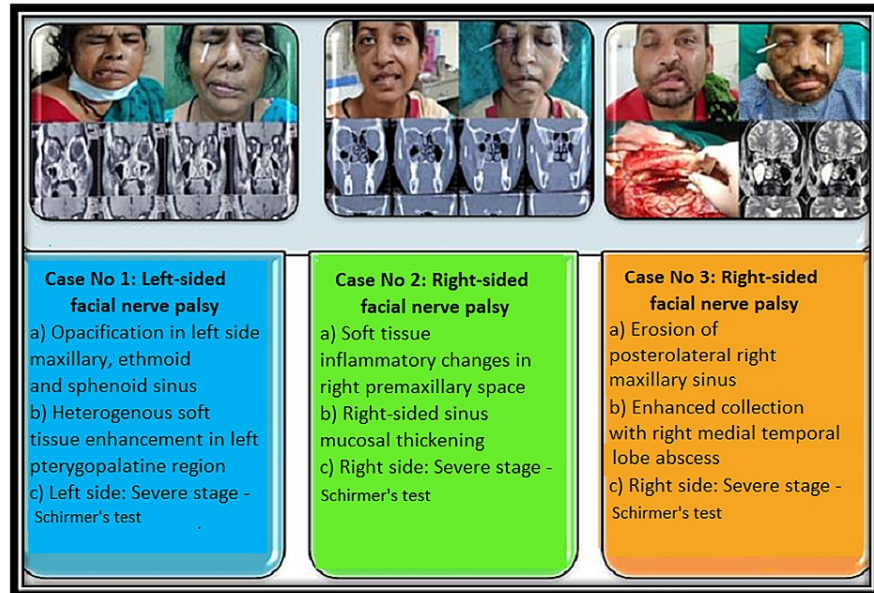 Case No 1: Left-sided
facial nerve palsy
a) Opacification in left side
maxillary, ethmoid
and sphenoid sinus
b) Heterogenous soft
tissue enhancement in left
pterygopalatine region
c) Left side: Severe stage -
Schirmer's test
Case No 2: Right-sided
facial nerve palsy
a) Soft tissue
inflammatory changes in
right premaxillary space
b) Right-sided sinus
mucosal thickening
c) Right side: Severe stage -
Schirmer's test
Case No 3: Right-sided
facial nerve palsy
a) Erosion of
posterolateral right
maxillary sinus
b) Enhanced collection
with right medial temporal
lobe abscess
c) Right side: Severe stage -
Schirmer's test